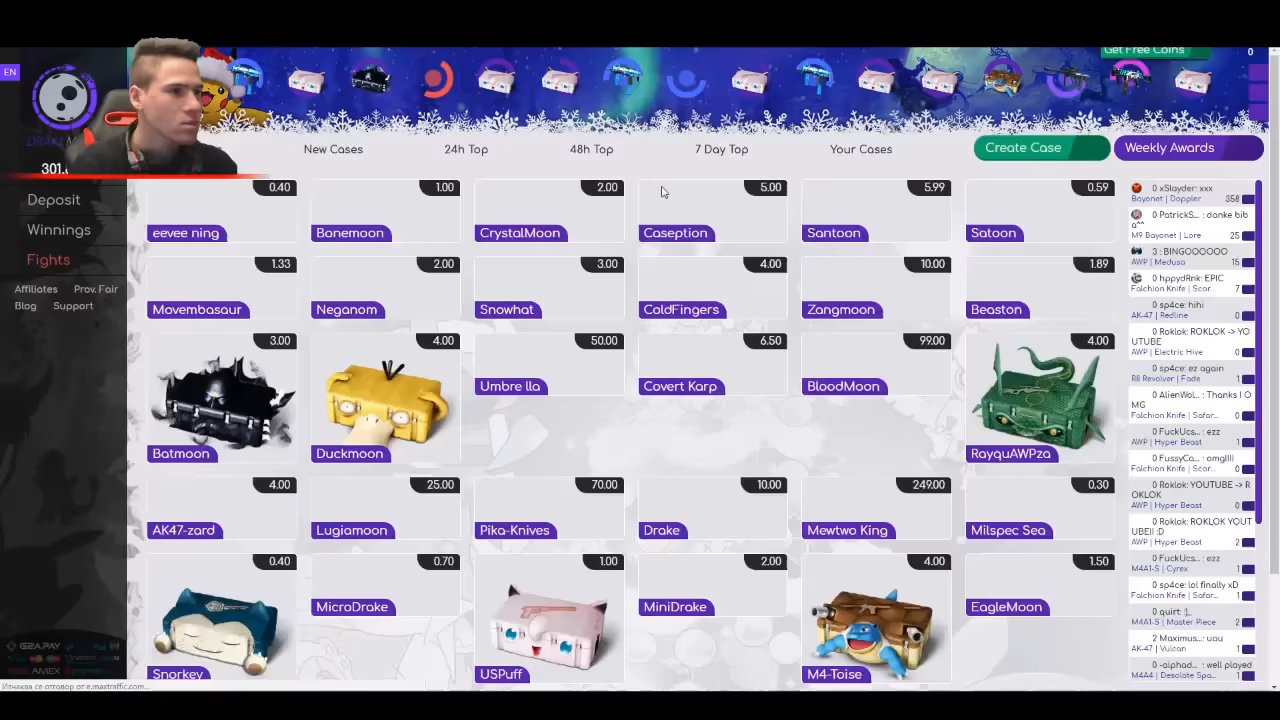 Get Free Coins
0
EN
301.
New Cases
24h Top
48h Top
7 Day Top
Your Cases
Create Case
Weekly Awards
Deposit
Winnings
Fights
Affiliates
Prov. Fair
Blog
Support
0.40
eevee ning
1.00
Bonemoon
2.00
CrystalMoon
5.00
Caseption
5.99
Santoon
0.59
Satoon
1.33
Movembasaur
2.00
Neganom
3.00
Snowhat
4.00
ColdFingers
10.00
Zangmoon
1.89
Beaston
3.00
Batmoon
4.00
Duckmoon
50.00
Umbre lla
6.50
Covert Karp
99.00
BloodMoon
4.00
RayquAWPza
4.00
AK47-zard
25.00
Lugiamoon
70.00
Pika-Knives
10.00
Drake
249.00
Mewtwo King
0.30
Milspec Sea
0.40
Snorkey
0.70
MicroDrake
1.00
USPuff
2.00
MiniDrake
4.00
M4-Toise
1.50
EagleMoon
0 xSlayder: xxx
Bayonet | Doppler 358
0 PatrickS... : danke bib
a^^
M9 Bayonet | Lore 25
3 : BINGOOOOOO
AWP | Medusa 15
0 hppydRnk: EPIC
Falchion Knife | Scor... 7
0 sp4ce: hihi
AK-47 | Redline 0
0 Roklok: ROKLOK -> YO
UTUBE
AWP | Electric Hive 0
0 sp4ce: ez again
R8 Revolver | Fade 1
0 AlienWol... : Thanks I O
MG
Falchion Knife | Safar... 1
0 FuckUcs... : ezz
AWP | Hyper Beast 1
0 FussyCa... : omgllll
Falchion Knife | Scor... 0
0 Roklok: YOUTUBE -> R
OKLOK
AWP | Hyper Beast 0
0 Roklok: ROKLOK YOUT
UBE!! :D
AWP | Hyper Beast 2
0 FuckUcs... : ezz
M4A1-S | Cyrex 1
0 sp4ce: lol finally xD
Falchion Knife | Safar... 1
0 quirt: :,
M4A1-S | Master Piece 2
2 Maximus...: uau
AK-47 | Vulcan 1
0 -alphad... : well played
M4A4 | Desolate Spa... 1
G2A PAY
AMEX